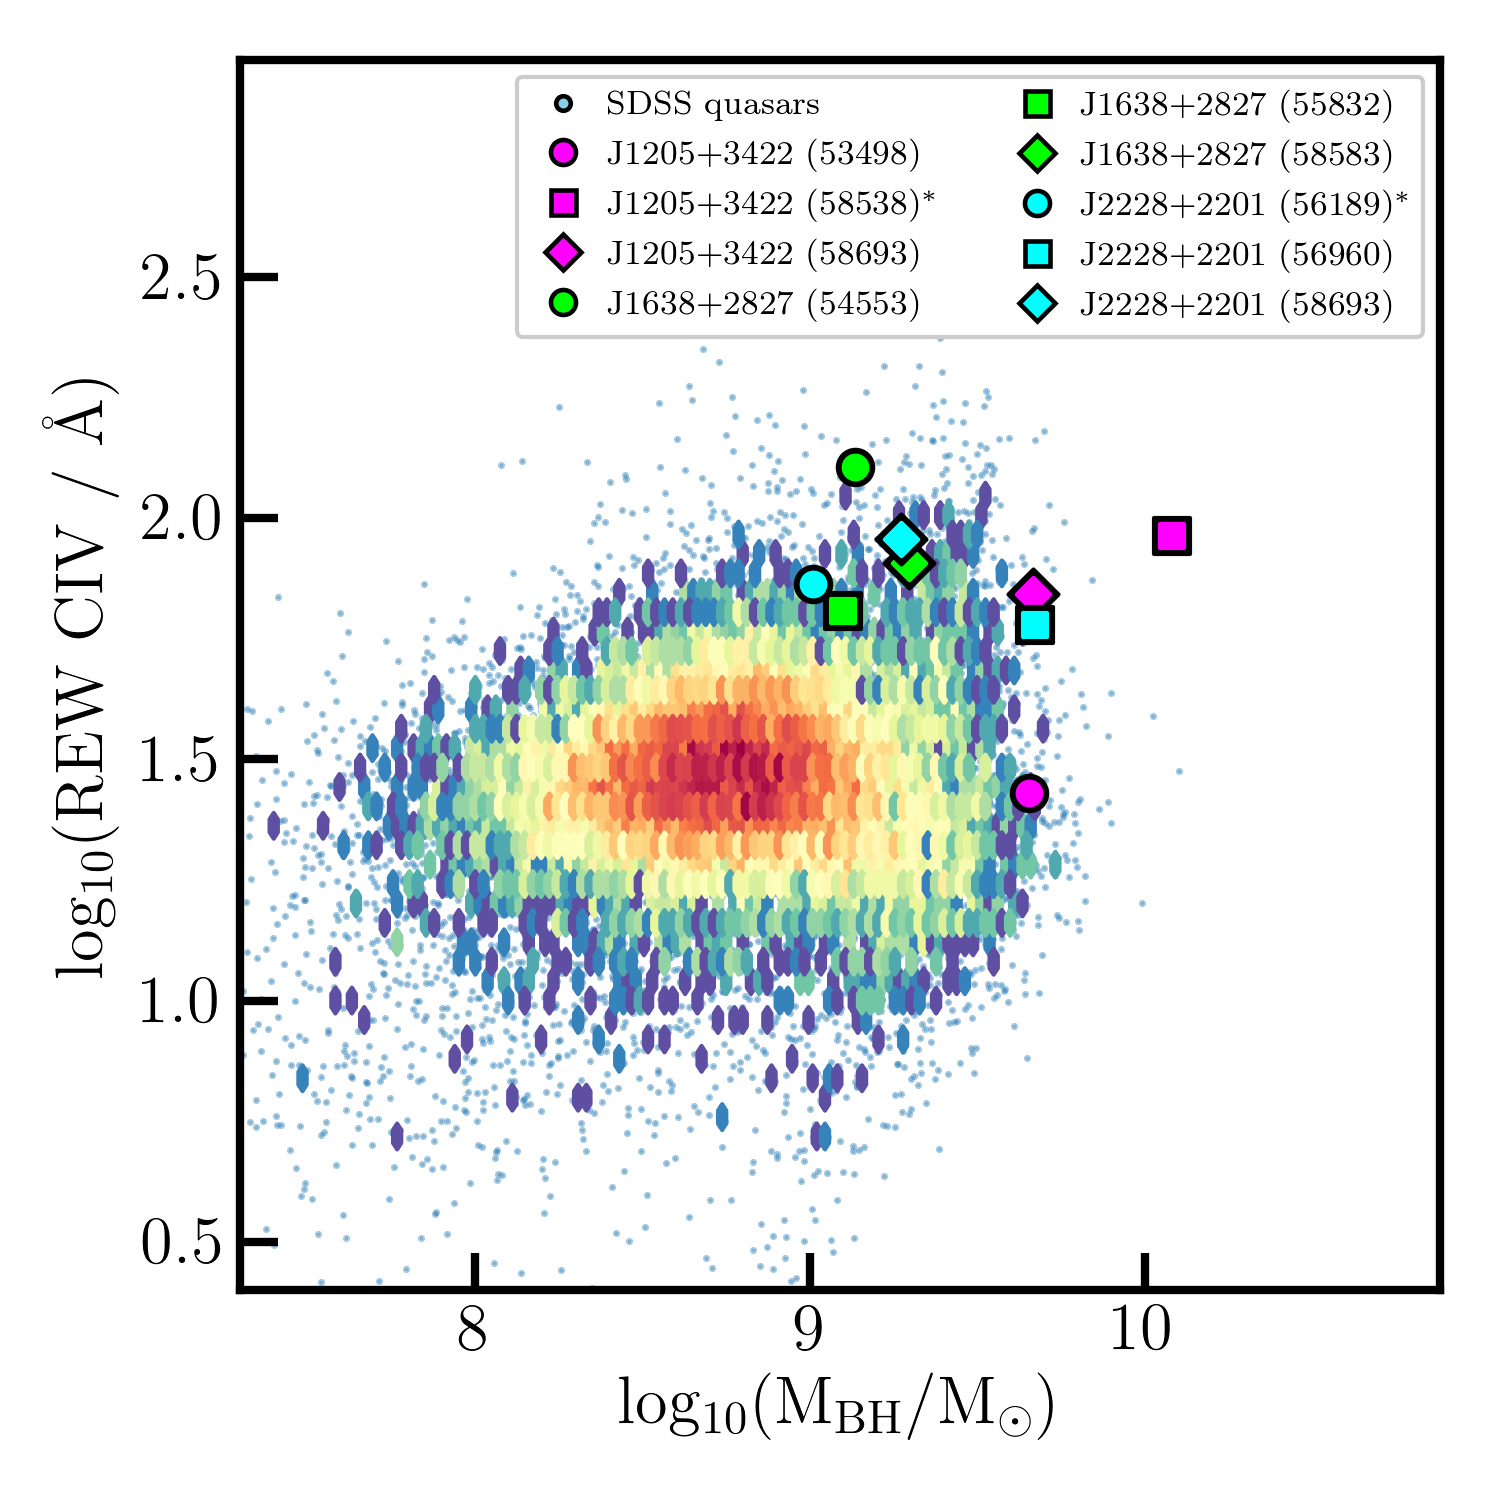 SDSS quasars
J1205+3422 (53498)
J1205+3422 (58538)*
J1205+3422 (58693)
J1638+2827 (54553)
J1638+2827 (55832)
J1638+2827 (58583)
J2228+2201 (56189)*
J2228+2201 (56960)
J2228+2201 (58693)
log₁₀(REW CIV / Å)
2.5
2.0
1.5
1.0
0.5
8 9 10
log₁₀(M_BH/M_⊙)